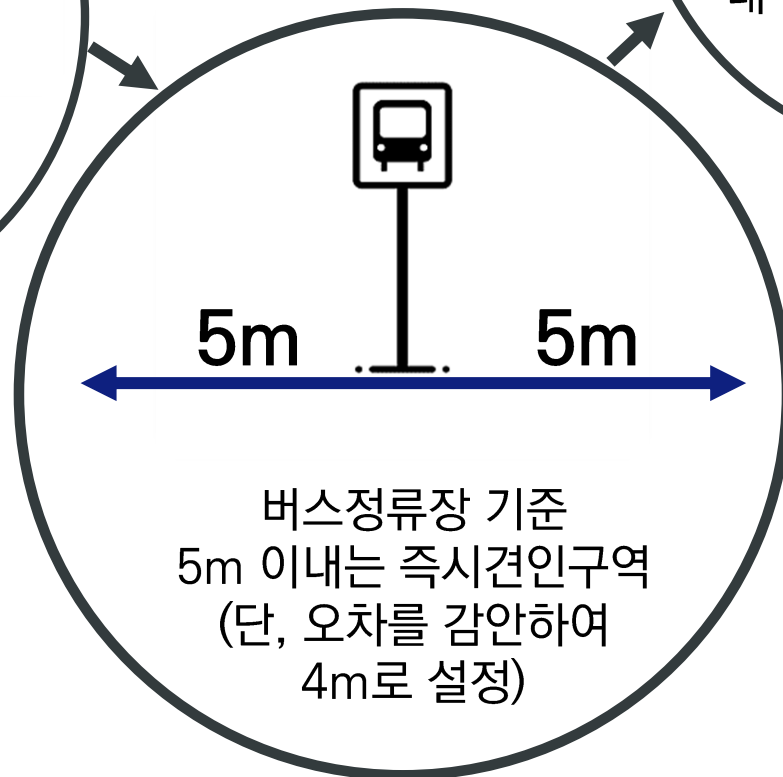 5m 5m
버스정류장 기준
5m 이내는 즉시견인구역
(단, 오차를 감안하여
4m로 설정)